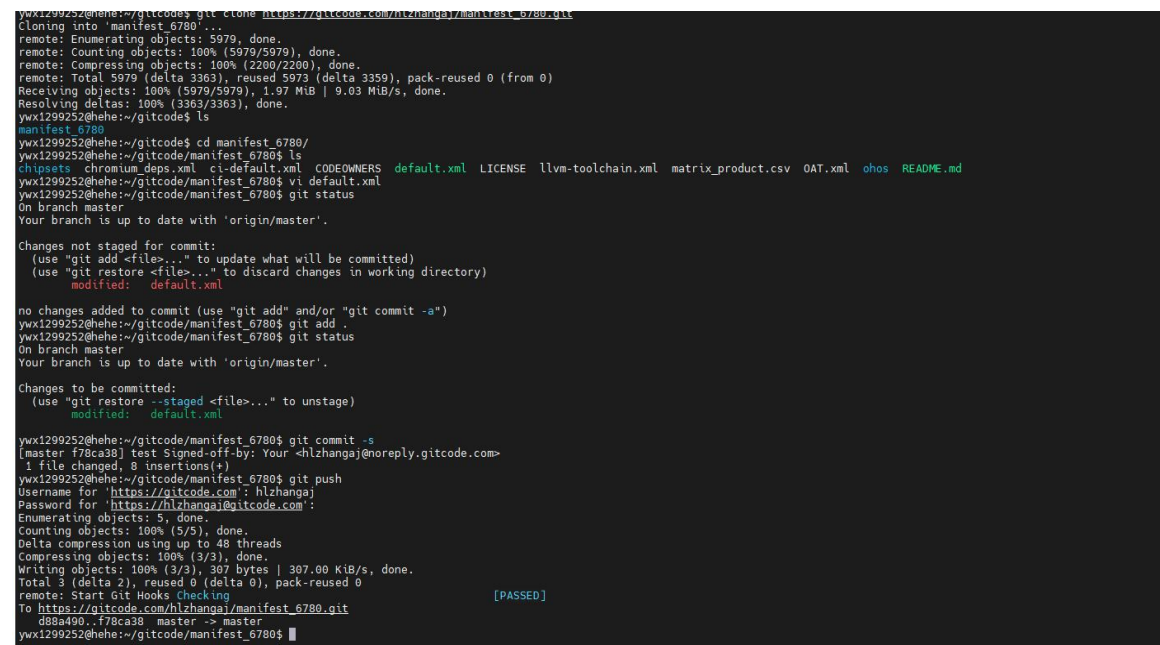 ywx1299252@hehe:~/gitcode$ git clone https://gitcode.com/hlzhangaj/manifest_6780.git
Cloning into 'manifest_6780'...
remote: Enumerating objects: 5979, done.
remote: Counting objects: 100% (5979/5979), done.
remote: Compressing objects: 100% (2200/2200), done.
remote: Total 5979 (delta 3363), reused 5973 (delta 3359), pack-reused 0 (from 0)
Receiving objects: 100% (5979/5979), 1.97 MiB | 9.03 MiB/s, done.
Resolving deltas: 100% (3363/3363), done.
ywx1299252@hehe:~/gitcode$ ls
manifest_6780
ywx1299252@hehe:~/gitcode$ cd manifest_6780/
ywx1299252@hehe:~/gitcode/manifest_6780$ ls
chipsets  chromium_deps.xml  ci-default.xml  CODEOWNERS  default.xml  LICENSE  llvm-toolchain.xml  matrix_product.csv  OAT.xml  ohos  README.md
ywx1299252@hehe:~/gitcode/manifest_6780$ vi default.xml
ywx1299252@hehe:~/gitcode/manifest_6780$ git status
On branch master
Your branch is up to date with 'origin/master'.

Changes not staged for commit:
  (use "git add <file>..." to update what will be committed)
  (use "git restore <file>..." to discard changes in working directory)
        modified:   default.xml

no changes added to commit (use "git add" and/or "git commit -a")
ywx1299252@hehe:~/gitcode/manifest_6780$ git add .
ywx1299252@hehe:~/gitcode/manifest_6780$ git status
On branch master
Your branch is up to date with 'origin/master'.

Changes to be committed:
  (use "git restore --staged <file>..." to unstage)
        modified:   default.xml

ywx1299252@hehe:~/gitcode/manifest_6780$ git commit -s
[master f78ca38] test Signed-off-by: Your <hlzhangaj@noreply.gitcode.com>
 1 file changed, 8 insertions(+)
ywx1299252@hehe:~/gitcode/manifest_6780$ git push
Username for 'https://gitcode.com': hlzhangaj
Password for 'https://hlzhangaj@gitcode.com':
Enumerating objects: 5, done.
Counting objects: 100% (5/5), done.
Delta compression using up to 48 threads
Compressing objects: 100% (3/3), done.
Writing objects: 100% (3/3), 307 bytes | 307.00 KiB/s, done.
Total 3 (delta 2), reused 0 (delta 0), pack-reused 0
remote: Start Git Hooks Checking                                        [PASSED]
To https://gitcode.com/hlzhangaj/manifest_6780.git
   d88a490..f78ca38  master -> master
ywx1299252@hehe:~/gitcode/manifest_6780$